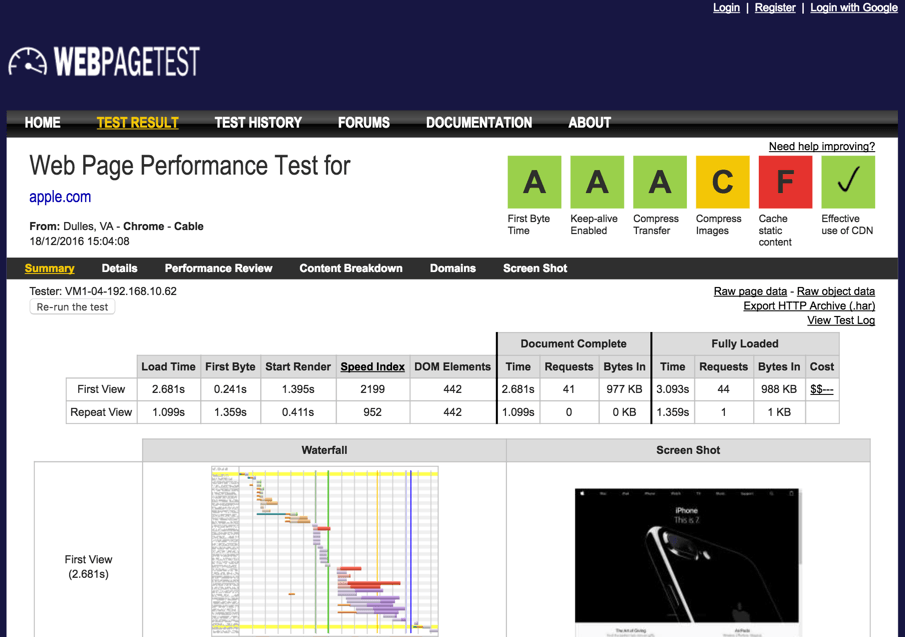 Login | Register | Login with Google
WEBPAGETEST
HOME TEST RESULT TEST HISTORY FORUMS DOCUMENTATION ABOUT
Need help improving?
Web Page Performance Test for
apple.com
From: Dulles, VA - Chrome - Cable
18/12/2016 15:04:08
A A A C F ✓
First Byte Time
Keep-alive Enabled
Compress Transfer
Compress Images
Cache static content
Effective use of CDN
Summary Details Performance Review Content Breakdown Domains Screen Shot
Tester: VM1-04-192.168.10.62
Re-run the test
Raw page data - Raw object data
Export HTTP Archive (.har)
View Test Log
Document Complete Fully Loaded
Load Time First Byte Start Render Speed Index DOM Elements Time Requests Bytes In Time Requests Bytes In Cost
First View 2.681s 0.241s 1.395s 2199 442 2.681s 41 977 KB 3.093s 44 988 KB $$---
Repeat View 1.099s 1.359s 0.411s 952 442 1.099s 0 0 KB 1.359s 1 1 KB
Waterfall Screen Shot
First View
(2.681s)
iPhone
This is 7
The Art of Giving AirPods